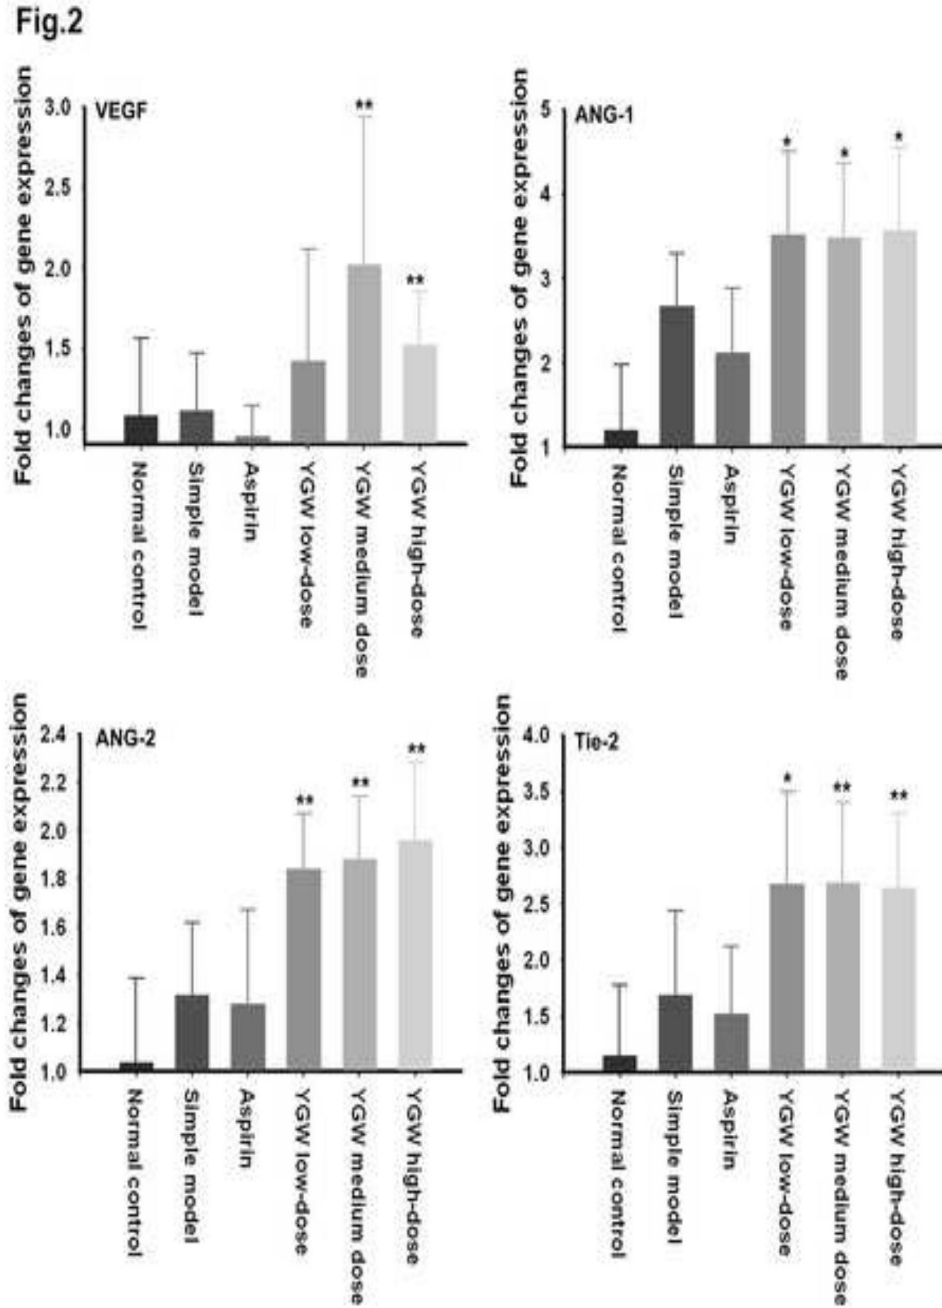 Fig.2
Fold changes of gene expression
VEGF
3.0
2.5
2.0
1.5
1.0
**
**
Normal control
Simple model
Aspirin
YGW low-dose
YGW medium dose
YGW high-dose
Fold changes of gene expression
ANG-1
5
4
3
2
1
*
*
*
Normal control
Simple model
Aspirin
YGW low-dose
YGW medium dose
YGW high-dose
Fold changes of gene expression
ANG-2
2.4
2.2
2.0
1.8
1.6
1.4
1.2
1.0
**
**
**
Normal control
Simple model
Aspirin
YGW low-dose
YGW medium dose
YGW high-dose
Fold changes of gene expression
Tie-2
4.0
3.5
3.0
2.5
2.0
1.5
1.0
*
**
**
Normal control
Simple model
Aspirin
YGW low-dose
YGW medium dose
YGW high-dose